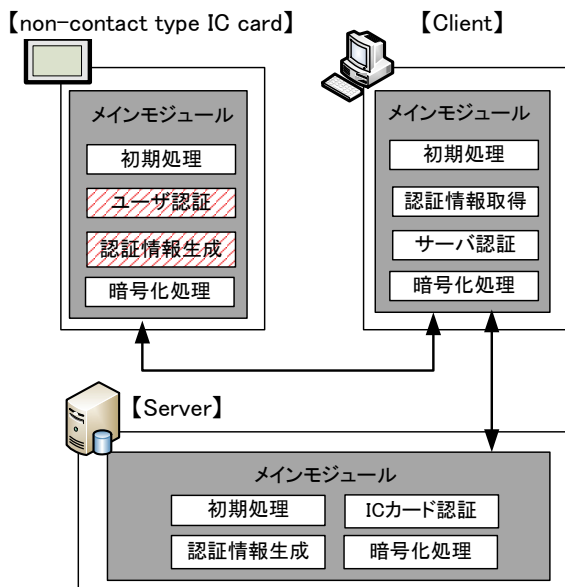 【non-contact type IC card】
メインモジュール
初期処理
ユーザ認証
認証情報生成
暗号化処理
【Client】
メインモジュール
初期処理
認証情報取得
サーバ認証
暗号化処理
【Server】
メインモジュール
初期処理 ICカード認証
認証情報生成 暗号化処理